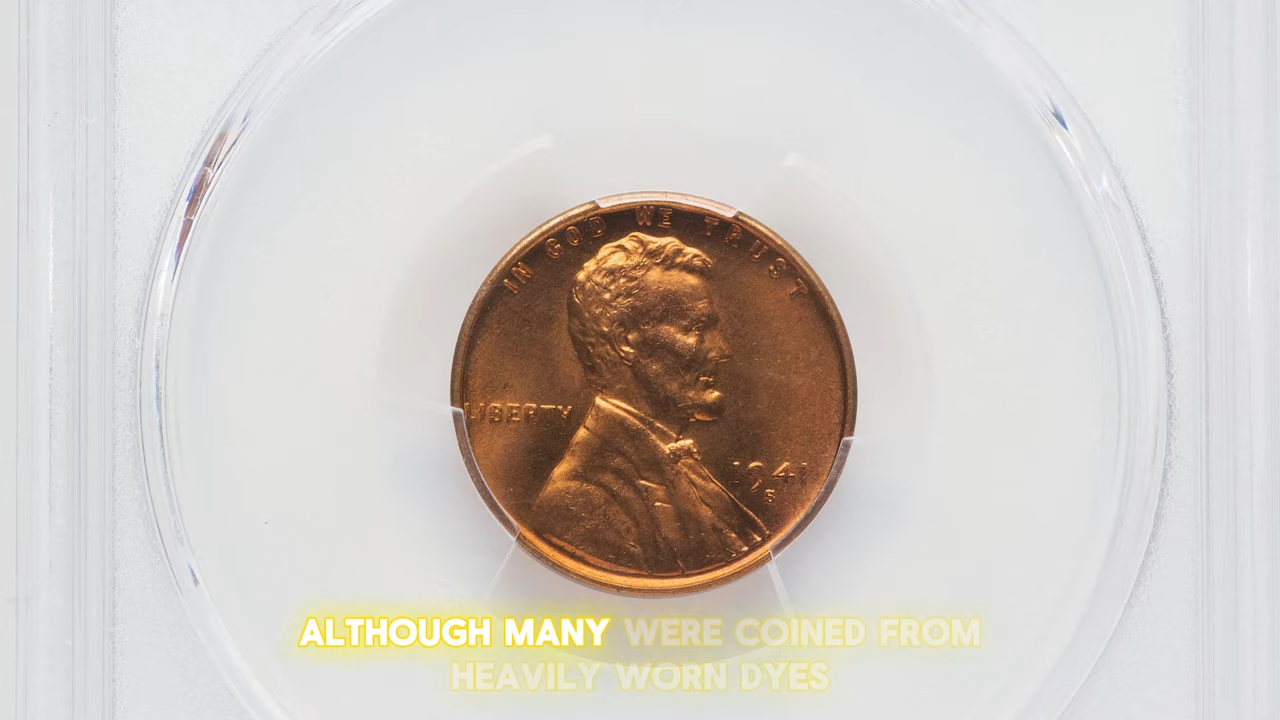 IN GOD WE TRUST
LIBERTY
1941
S
ALTHOUGH MANY WERE COINED FROM
HEAVILY WORN DYES